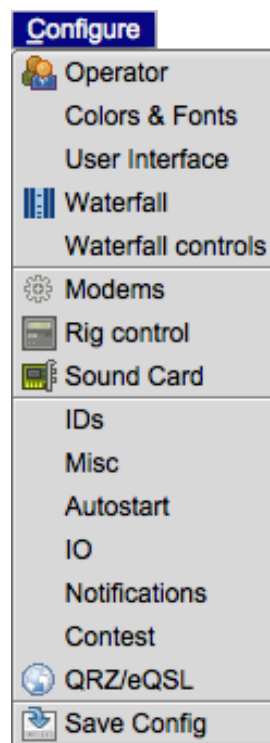 Configure
Operator
Colors & Fonts
User Interface
Waterfall
Waterfall controls
Modems
Rig control
Sound Card
IDs
Misc
Autostart
IO
Notifications
Contest
QRZ/eQSL
Save Config